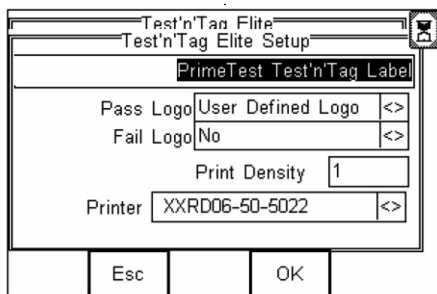 Test'n'Tag Elite
Test'n'Tag Elite Setup
PrimeTest Test'n'Tag Label
Pass Logo User Defined Logo <>
Fail Logo No <>
Print Density 1
Printer XXRD06-50-5022 <>
Esc OK